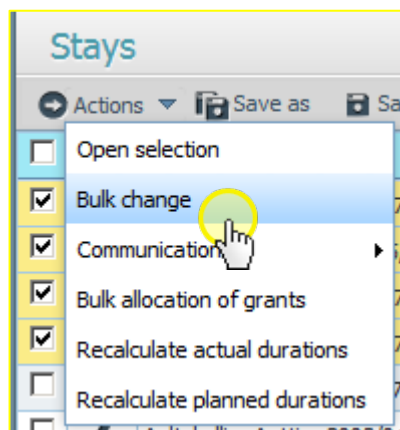 Stays
Actions Save as Sa
Open selection
Bulk change
Communication
Bulk allocation of grants
Recalculate actual durations
Recalculate planned durations